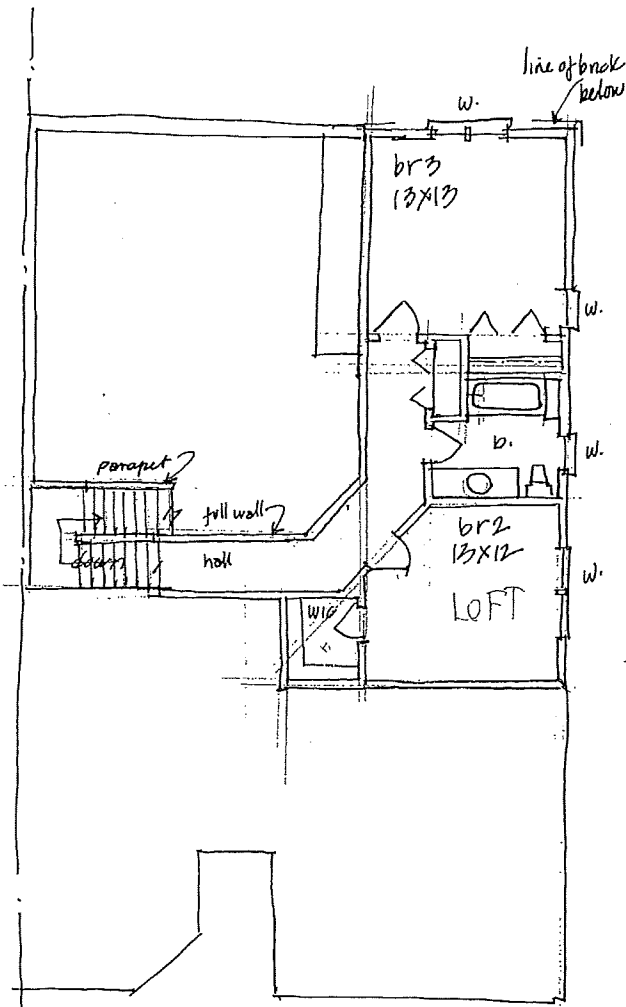 line of brick
below
w.
br3
13x13
w.
w.
b.
parapet
full wall
down
hall
br2
13x12
w.
LOFT
WIC